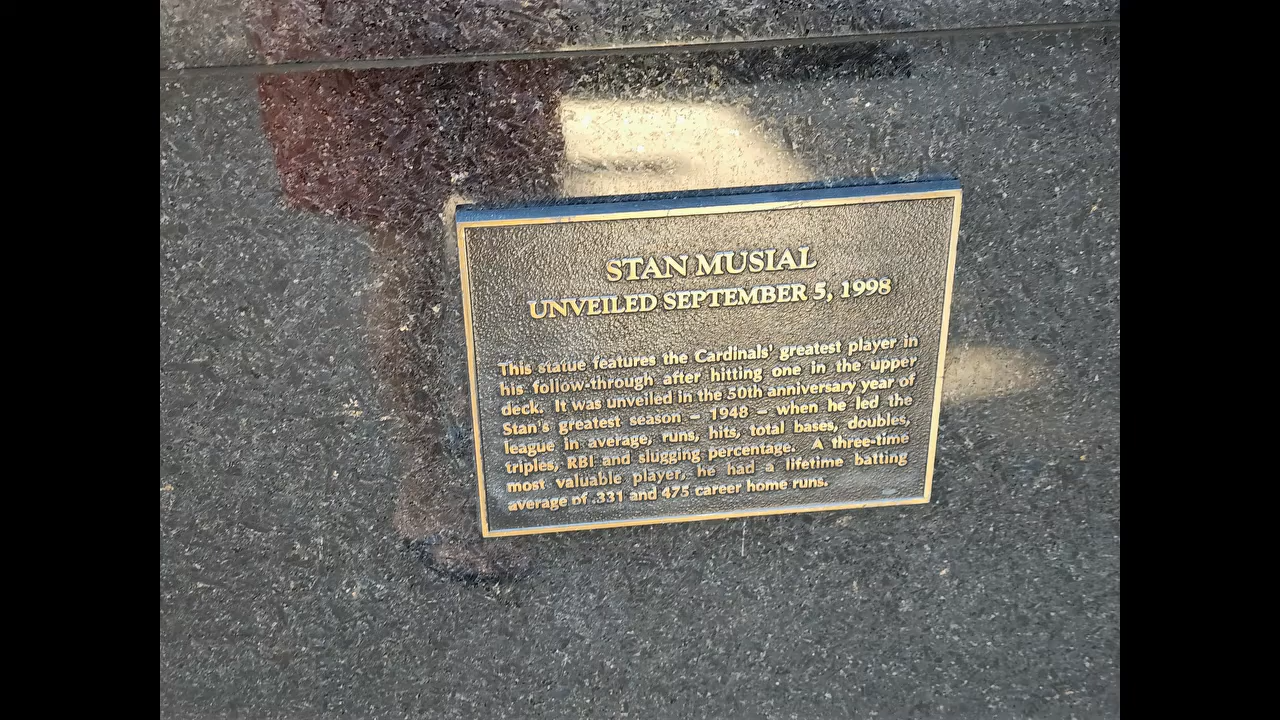 STAN MUSIAL
UNVEILED SEPTEMBER 5, 1998
This statue features the Cardinals' greatest player in
his follow-through after hitting one in the upper
deck. It was unveiled in the 50th anniversary year of
Stan's greatest season – 1948 – when he led the
league in average, runs, hits, total bases, doubles,
triples, RBI and slugging percentage. A three-time
most valuable player, he had a lifetime batting
average of .331 and 475 career home runs.